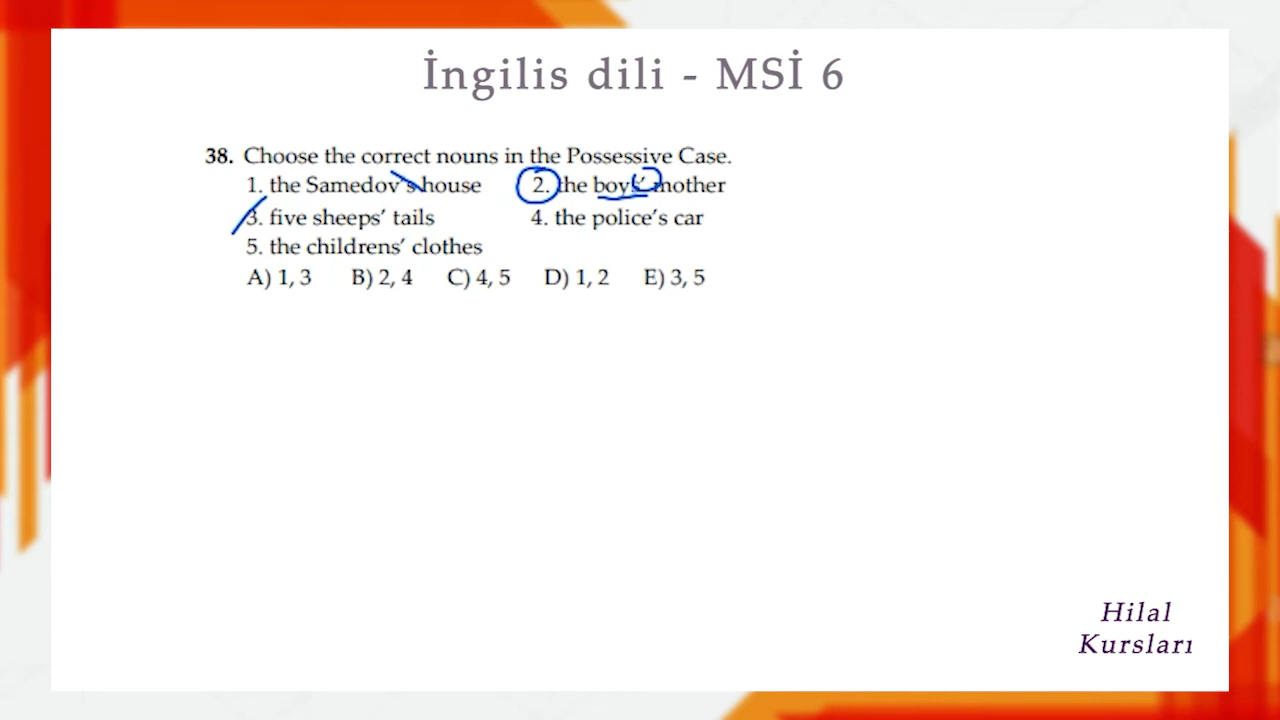 İngilis dili - MSİ 6
38. Choose the correct nouns in the Possessive Case.
1. the Samedov's house 2. the boys' mother
3. five sheeps' tails 4. the police's car
5. the childrens' clothes
A) 1, 3 B) 2, 4 C) 4, 5 D) 1, 2 E) 3, 5
Hilal
Kursları